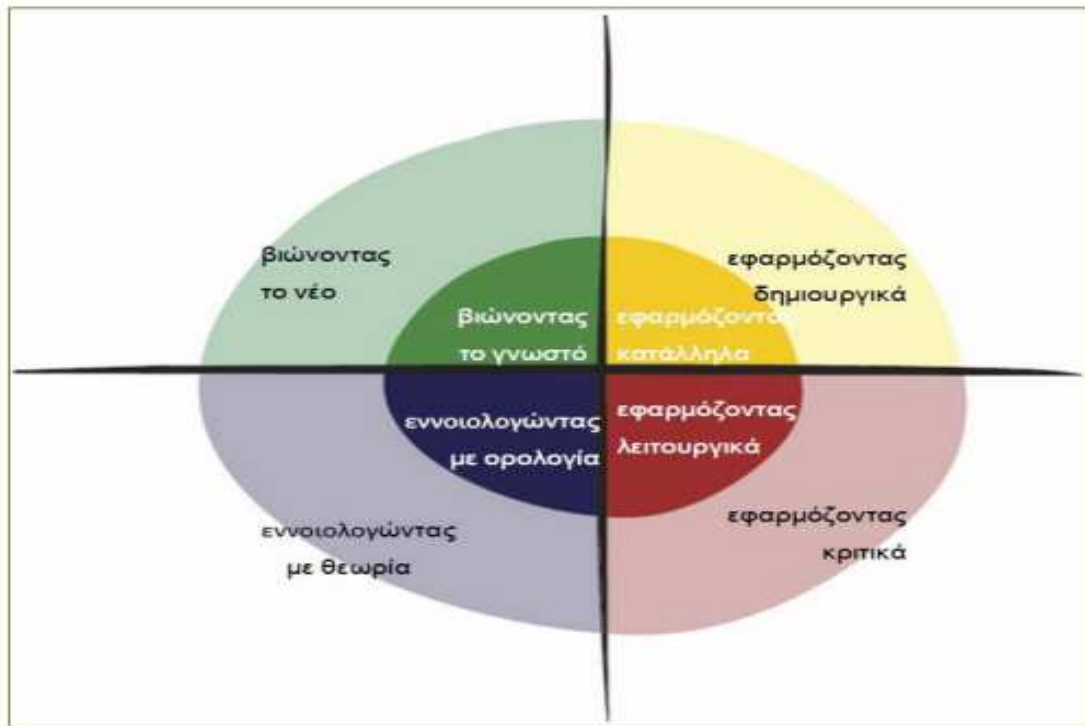 βιώνοντας
το νέο
εφαρμόζοντας
δημιουργικά
βιώνοντας
το γνωστό
εφαρμόζοντας
κατάλληλα
εννοιολογώντας
με ορολογία
εφαρμόζοντας
λειτουργικά
εννοιολογώντας
με θεωρία
εφαρμόζοντας
κριτικά